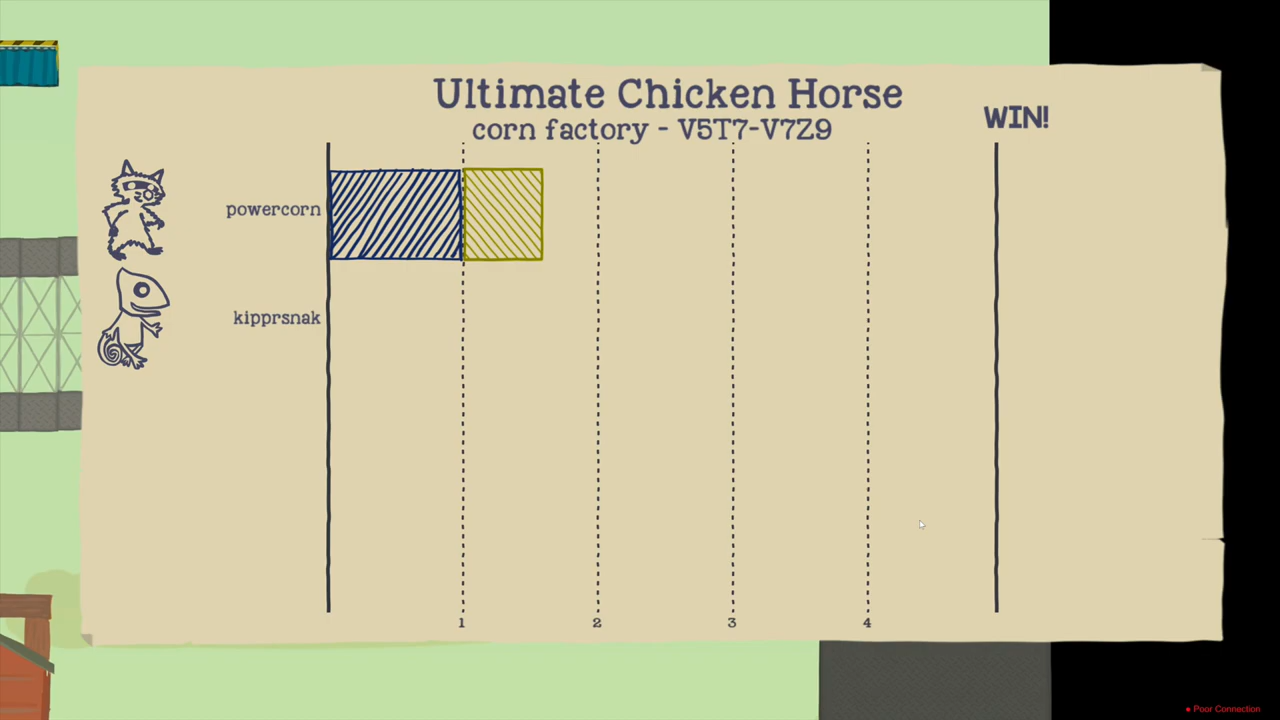 Ultimate Chicken Horse
corn factory - V5T7-V7Z9
WIN!
powercorn
kipprsnak
1 2 3 4
Poor Connection